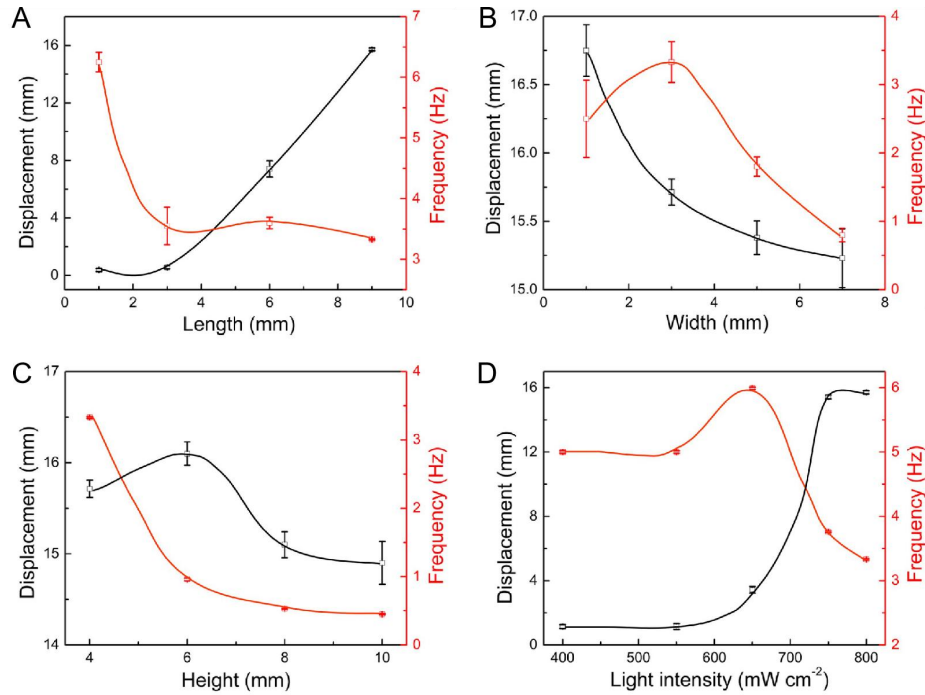 A
B
Displacement (mm)
16
12
8
4
0
7
6
5
4
3
Frequency (Hz)
0 2 4 6 8 10
Length (mm)
Displacement (mm)
17.0
16.5
16.0
15.5
15.0
4
3
2
1
0
Frequency (Hz)
0 2 4 6 8
Width (mm)
C
D
Displacement (mm)
17
16
15
14
4
3
2
1
0
Frequency (Hz)
4 6 8 10
Height (mm)
Displacement (mm)
16
12
8
4
0
6
5
4
3
2
Frequency (Hz)
400 500 600 700 800
Light intensity (mW cm⁻²)